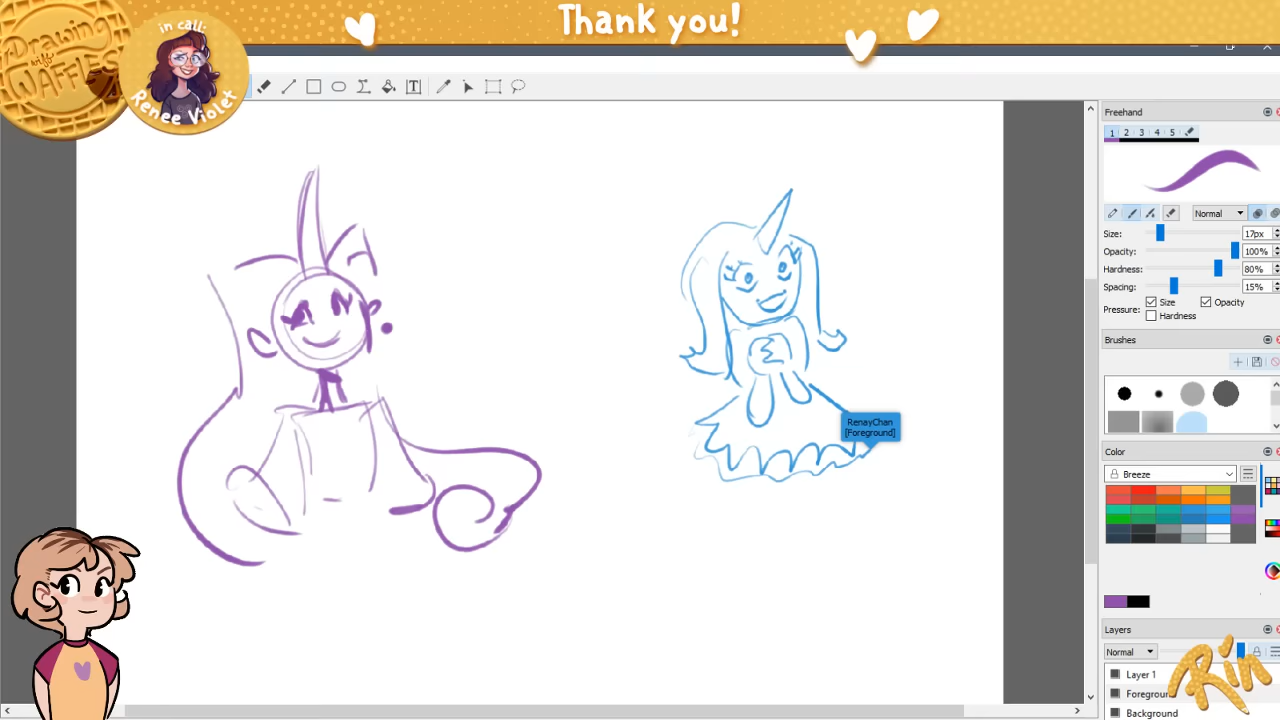 Thank you!
Drawing
with
WAFFLES
in call:
Renee Violet
T
Freehand
1 2 3 4 5
Normal
Size: 17px
Opacity: 100%
Hardness: 80%
Spacing: 15%
Pressure: Size Opacity
Hardness
Brushes
Color
Breeze
RenayChan
[Foreground]
Layers
Normal
Layer 1
Foreground
Background
Rin